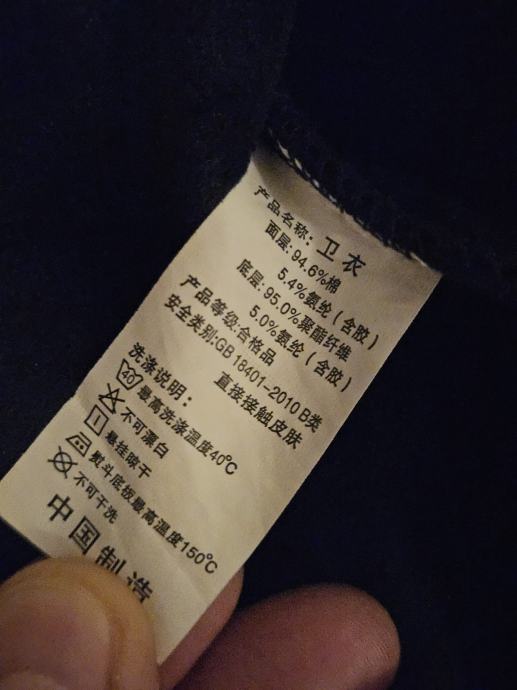 产品名称：卫衣
面层：94.6%棉
5.4%氨纶（含胶）
底层：95.0%聚酯纤维
5.0%氨纶（含胶）
产品等级：合格品
安全类别：GB 18401-2010 B类
直接接触皮肤
洗涤说明：
最高洗涤温度40℃
不可漂白
悬挂晾干
熨斗底板最高温度150℃
不可干洗
中国制造